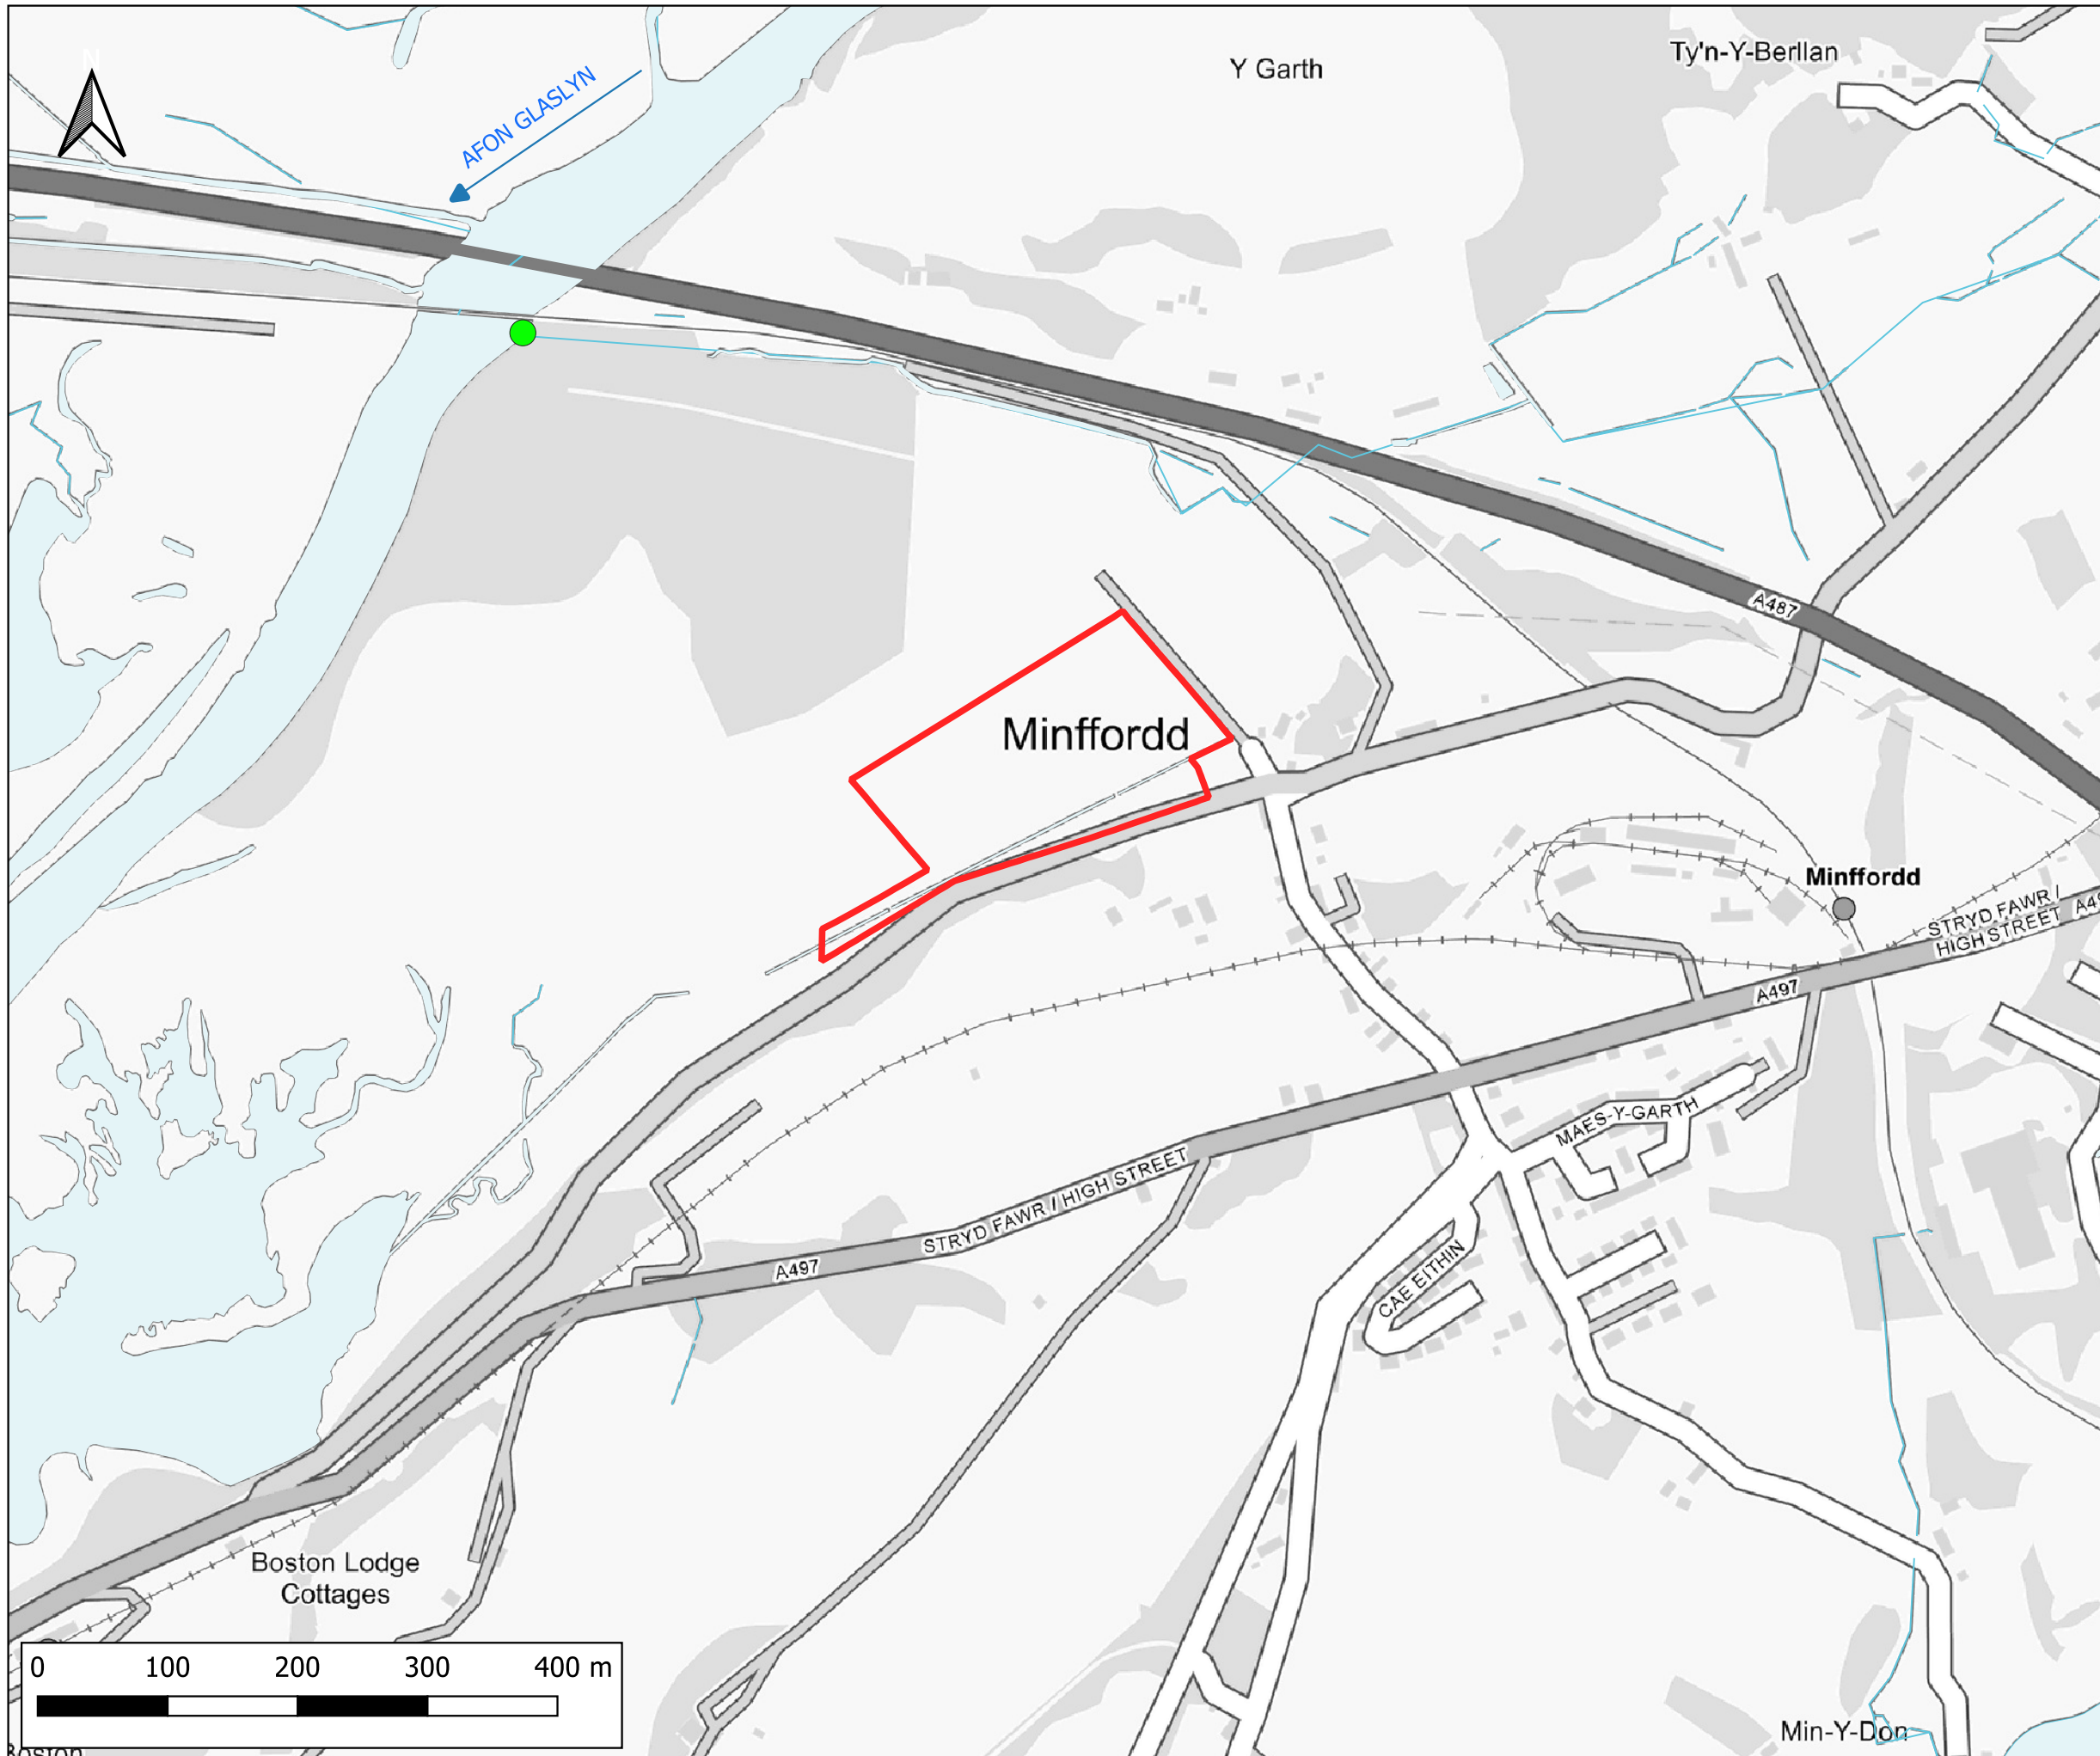 N
Y Garth
Ty'n-Y-Berllan
AFON GLASLYN
A487
Minffordd
Minffordd
STRYD FAWR /
HIGH STREET
A497
MAES-Y-GARTH
STRYD FAWR / HIGH STREET
A497
CAE EITHIN
Boston Lodge
Cottages
0 100 200 300 400 m
Min-Y-Don